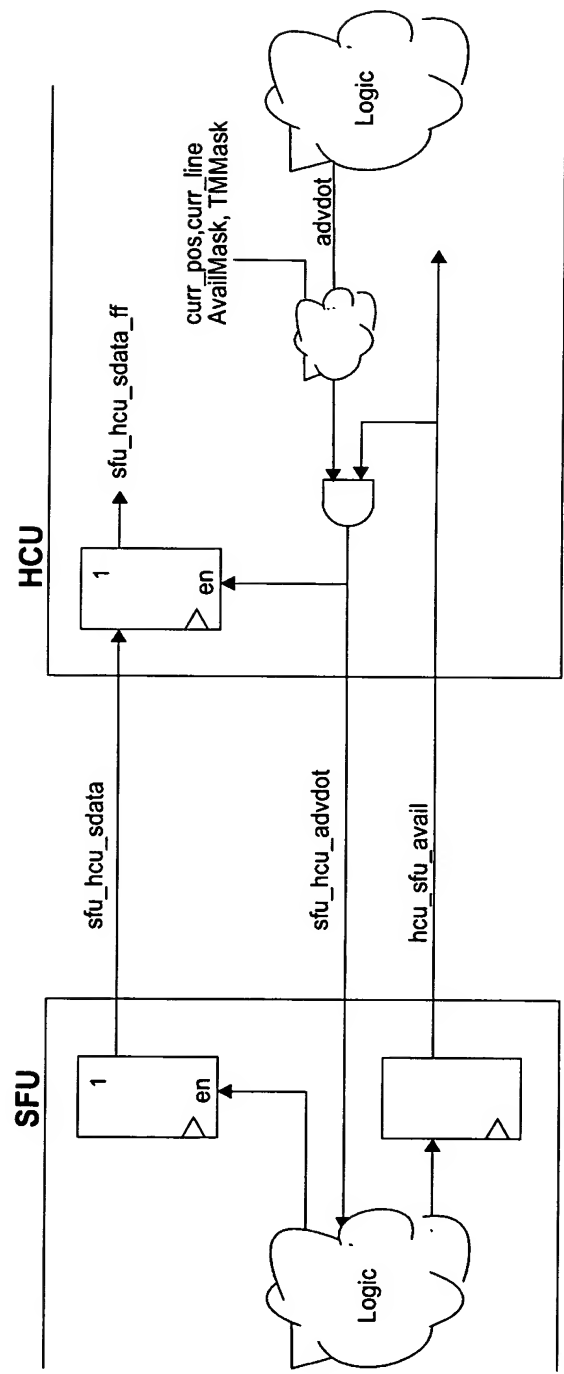 SFU
HCU
1
en
sfu_hcu_sdata
1
en
sfu_hcu_sdata_ff
curr_pos,curr_line
AvailMask, TMMask
Logic
sfu_hcu_advdot
advdot
Logic
hcu_sfu_avail